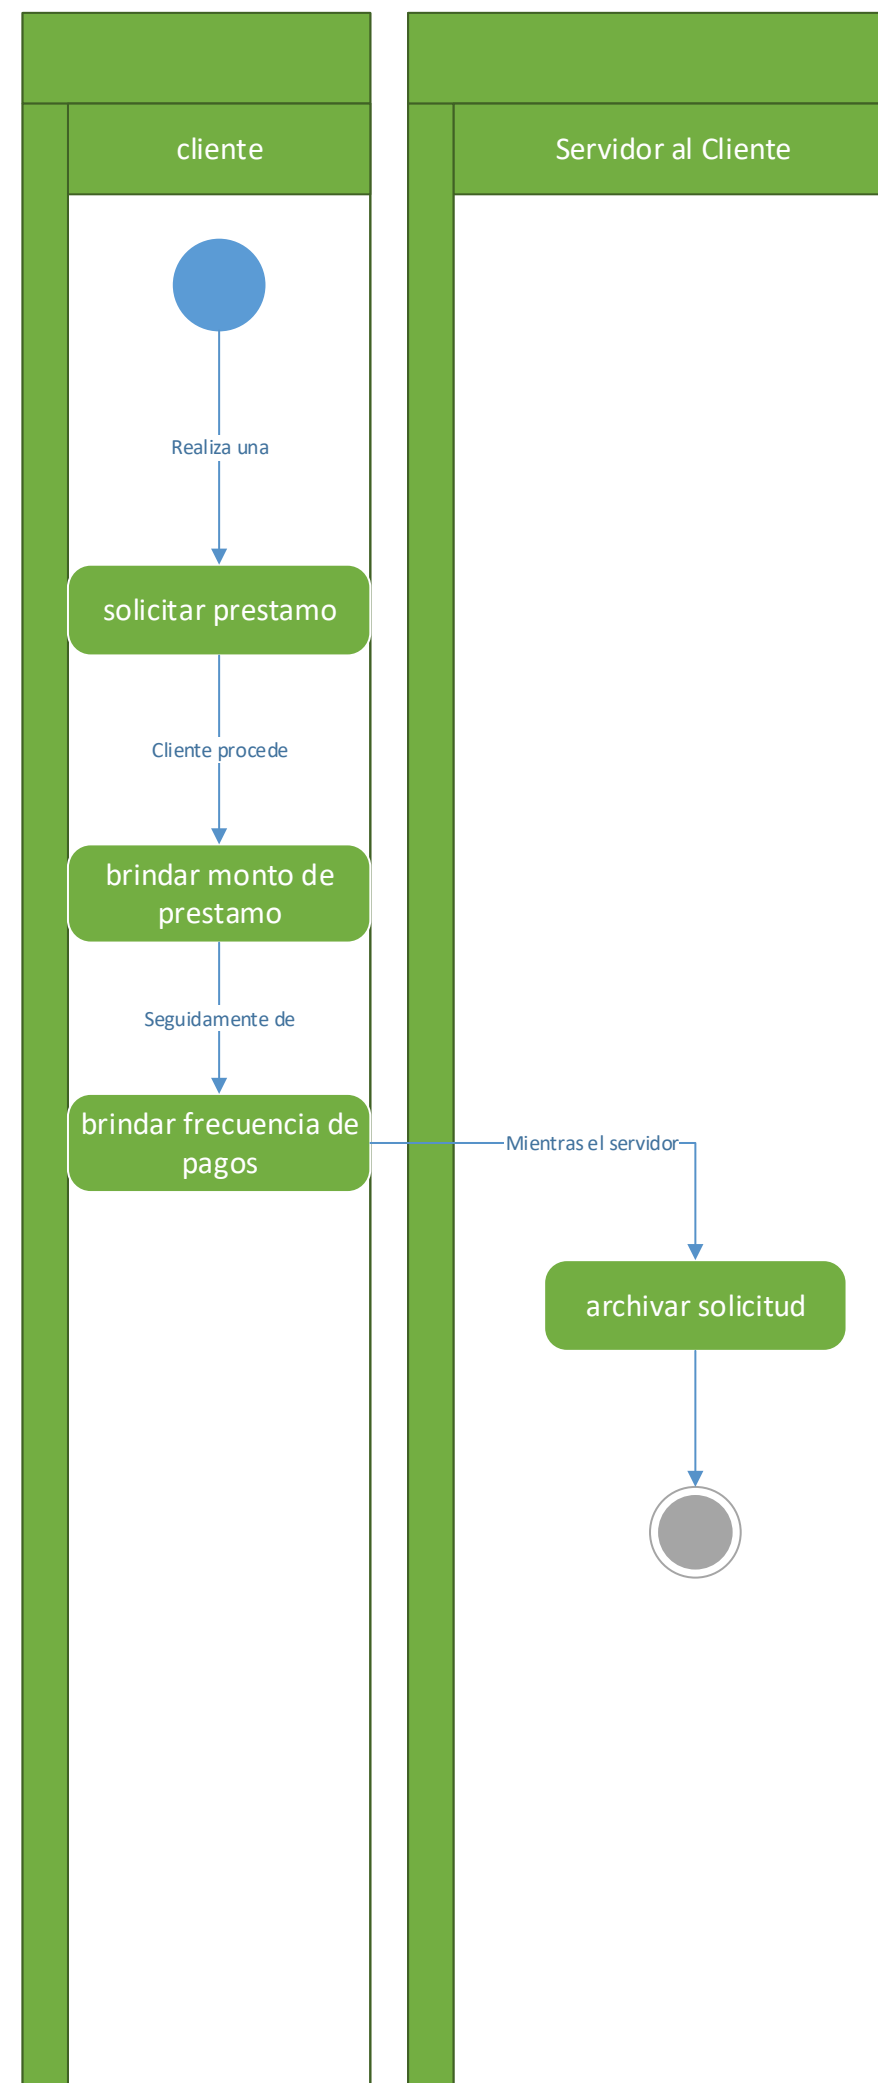 cliente
Servidor al Cliente
Realiza una
solicitar prestamo
Cliente procede
brindar monto de
prestamo
Seguidamente de
brindar frecuencia de
pagos
Mientras el servidor
archivar solicitud